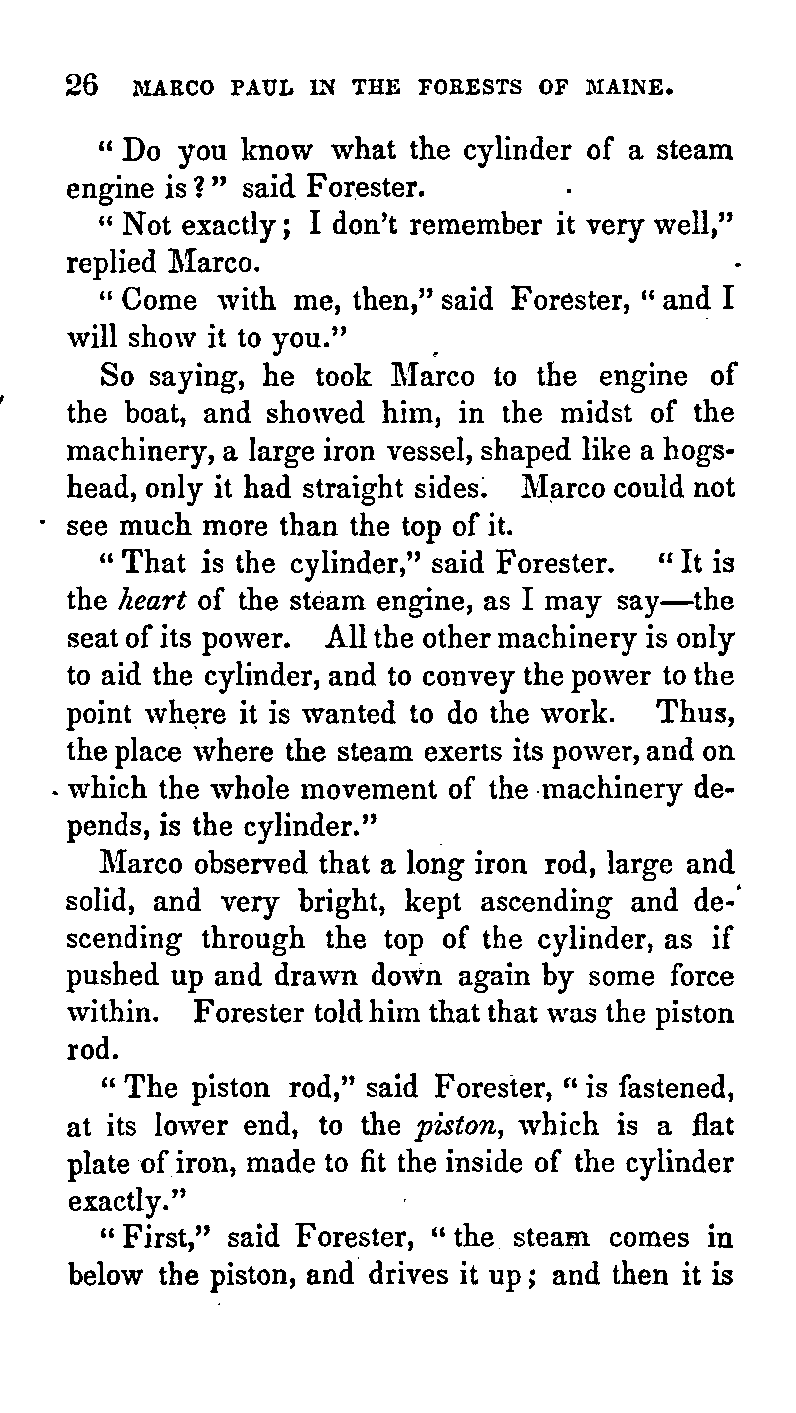 26 MARCO PAUL IN THE FORESTS OF MAINE.
“ Do you know what the cylinder of a steam
engine is ? ” said Forester.
“ Not exactly ; I don’t remember it very well,”
replied Marco.
“ Come with me, then,” said Forester, “ and I
will show it to you.”
So saying, he took Marco to the engine of
the boat, and showed him, in the midst of the
machinery, a large iron vessel, shaped like a hogs-
head, only it had straight sides. Marco could not
see much more than the top of it.
“ That is the cylinder,” said Forester. “ It is
the heart of the steam engine, as I may say—the
seat of its power. All the other machinery is only
to aid the cylinder, and to convey the power to the
point where it is wanted to do the work. Thus,
the place where the steam exerts its power, and on
which the whole movement of the machinery de-
pends, is the cylinder.”
Marco observed that a long iron rod, large and
solid, and very bright, kept ascending and de-
scending through the top of the cylinder, as if
pushed up and drawn down again by some force
within. Forester told him that that was the piston
rod.
“ The piston rod,” said Forester, “ is fastened,
at its lower end, to the piston, which is a flat
plate of iron, made to fit the inside of the cylinder
exactly.”
“ First,” said Forester, “ the steam comes in
below the piston, and drives it up ; and then it is